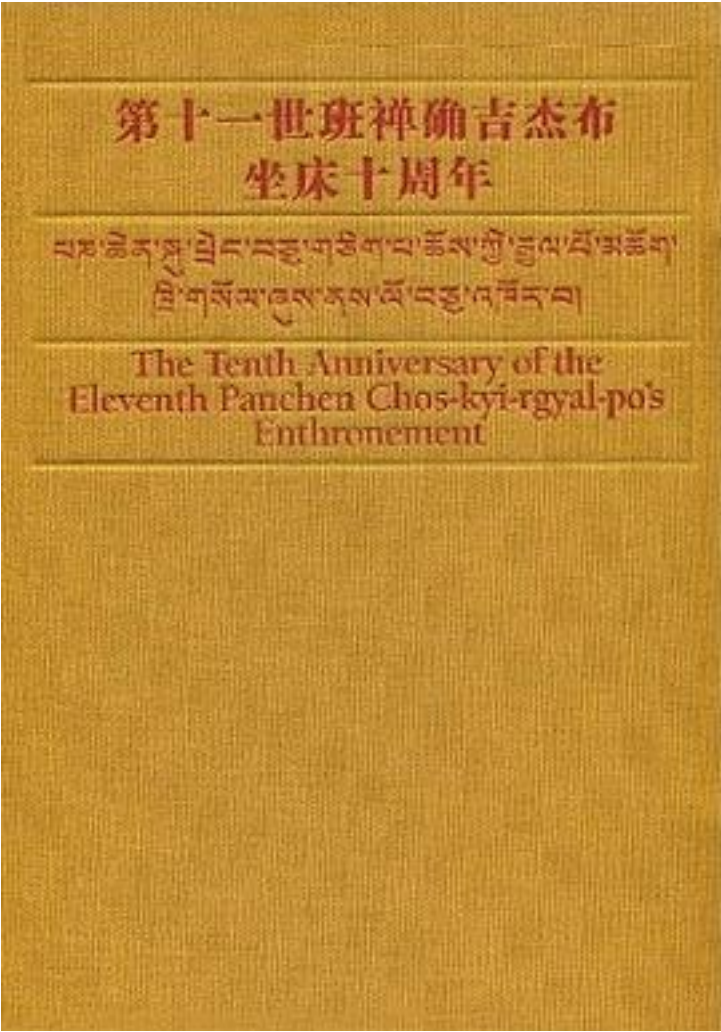 第十一世班禅确吉杰布
坐床十周年
པཎ་ཆེན་སྐུ་ཕྲེང་བཅུ་གཅིག་པ་ཆོས་ཀྱི་རྒྱལ་པོ་མཆོག་
ཁྲི་གསོལ་ཞུས་ནས་ལོ་བཅུ་འཁོར་བ།
The Tenth Anniversary of the
Eleventh Panchen Chos-kyi-rgyal-po's
Enthronement